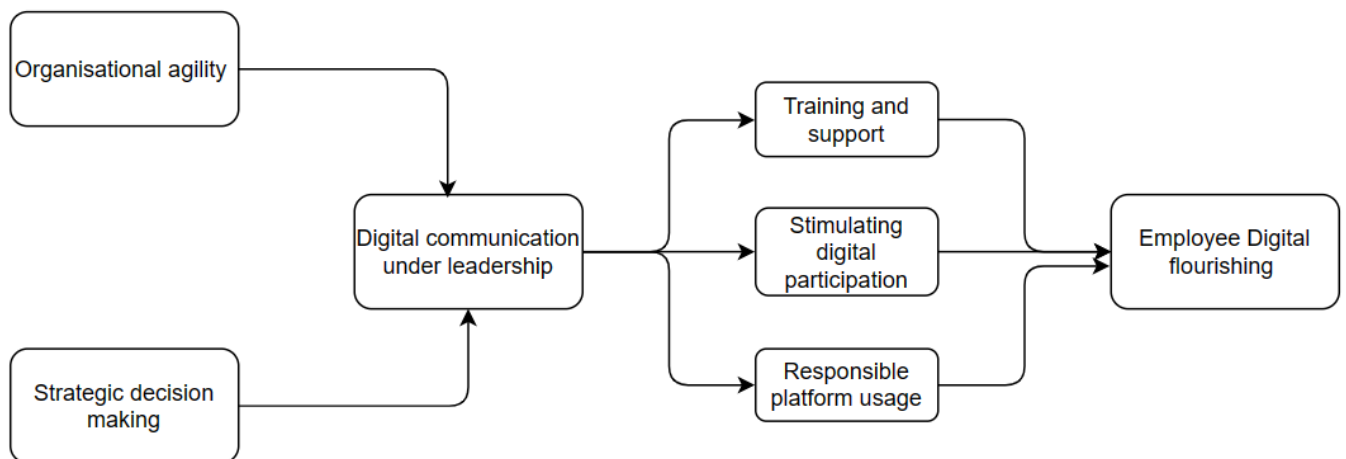 Organisational agility
Training and
support
Digital communication
under leadership
Stimulating
digital
participation
Employee Digital
flourishing
Strategic decision
making
Responsible
platform usage